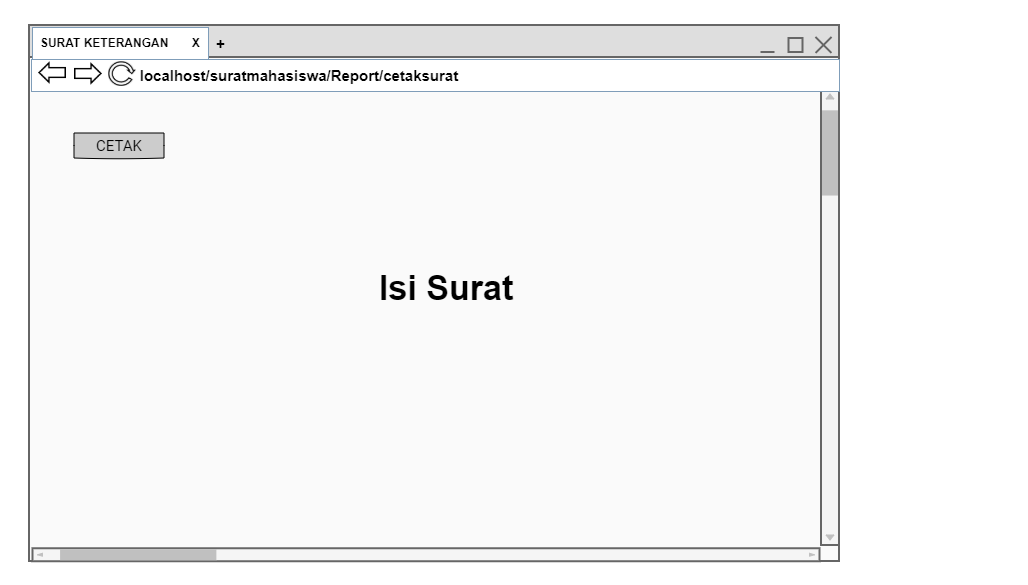 SURAT KETERANGAN X +
localhost/suratmahasiswa/Report/cetaksurat
CETAK
Isi Surat